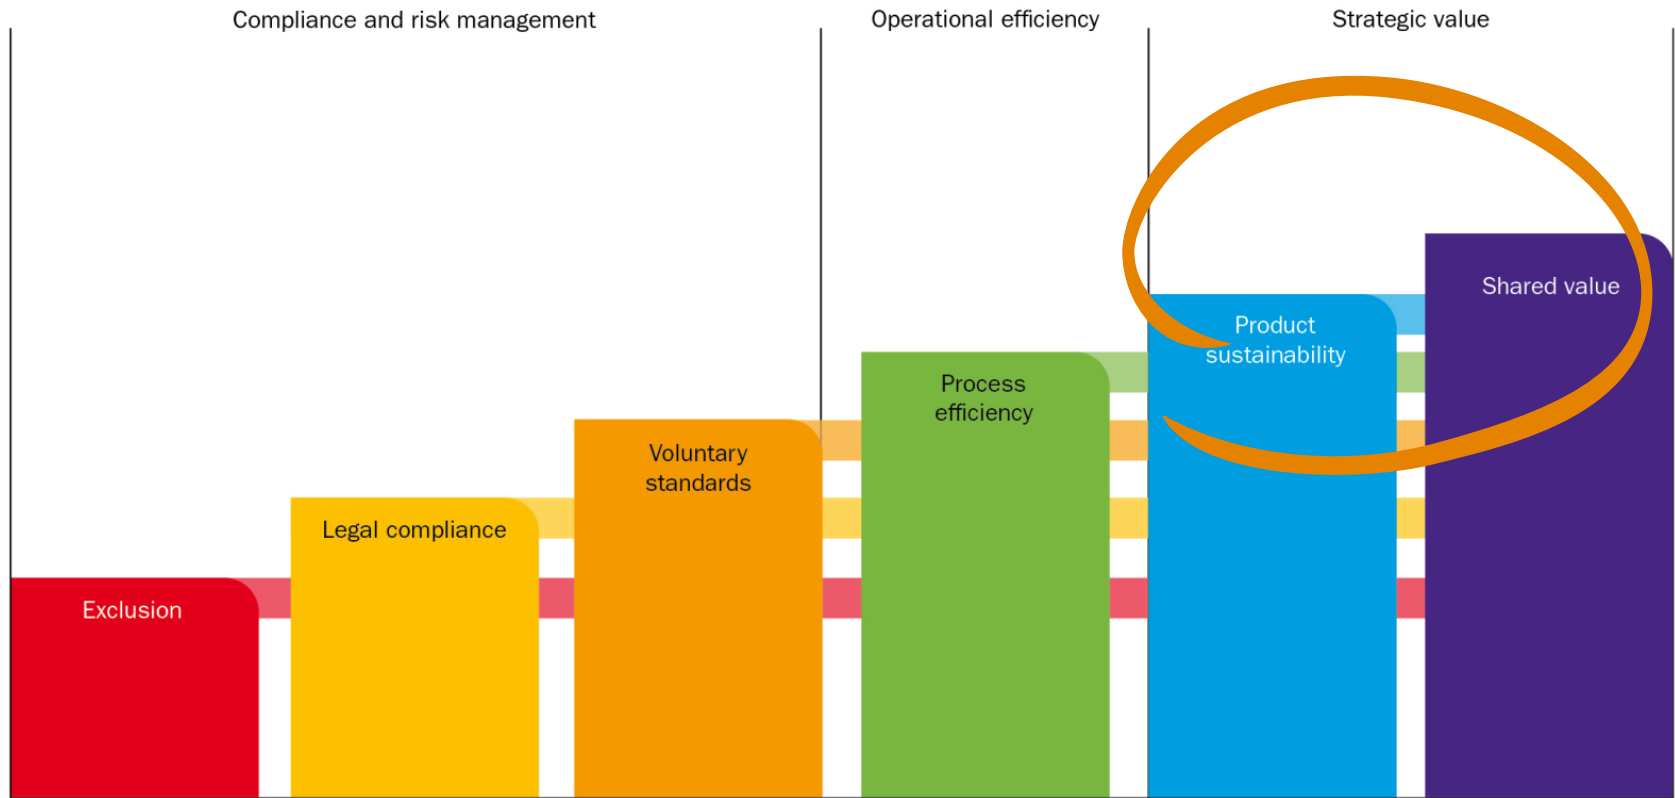 Compliance and risk management
Operational efficiency
Strategic value
Exclusion
Legal compliance
Voluntary
standards
Process
efficiency
Product
sustainability
Shared value